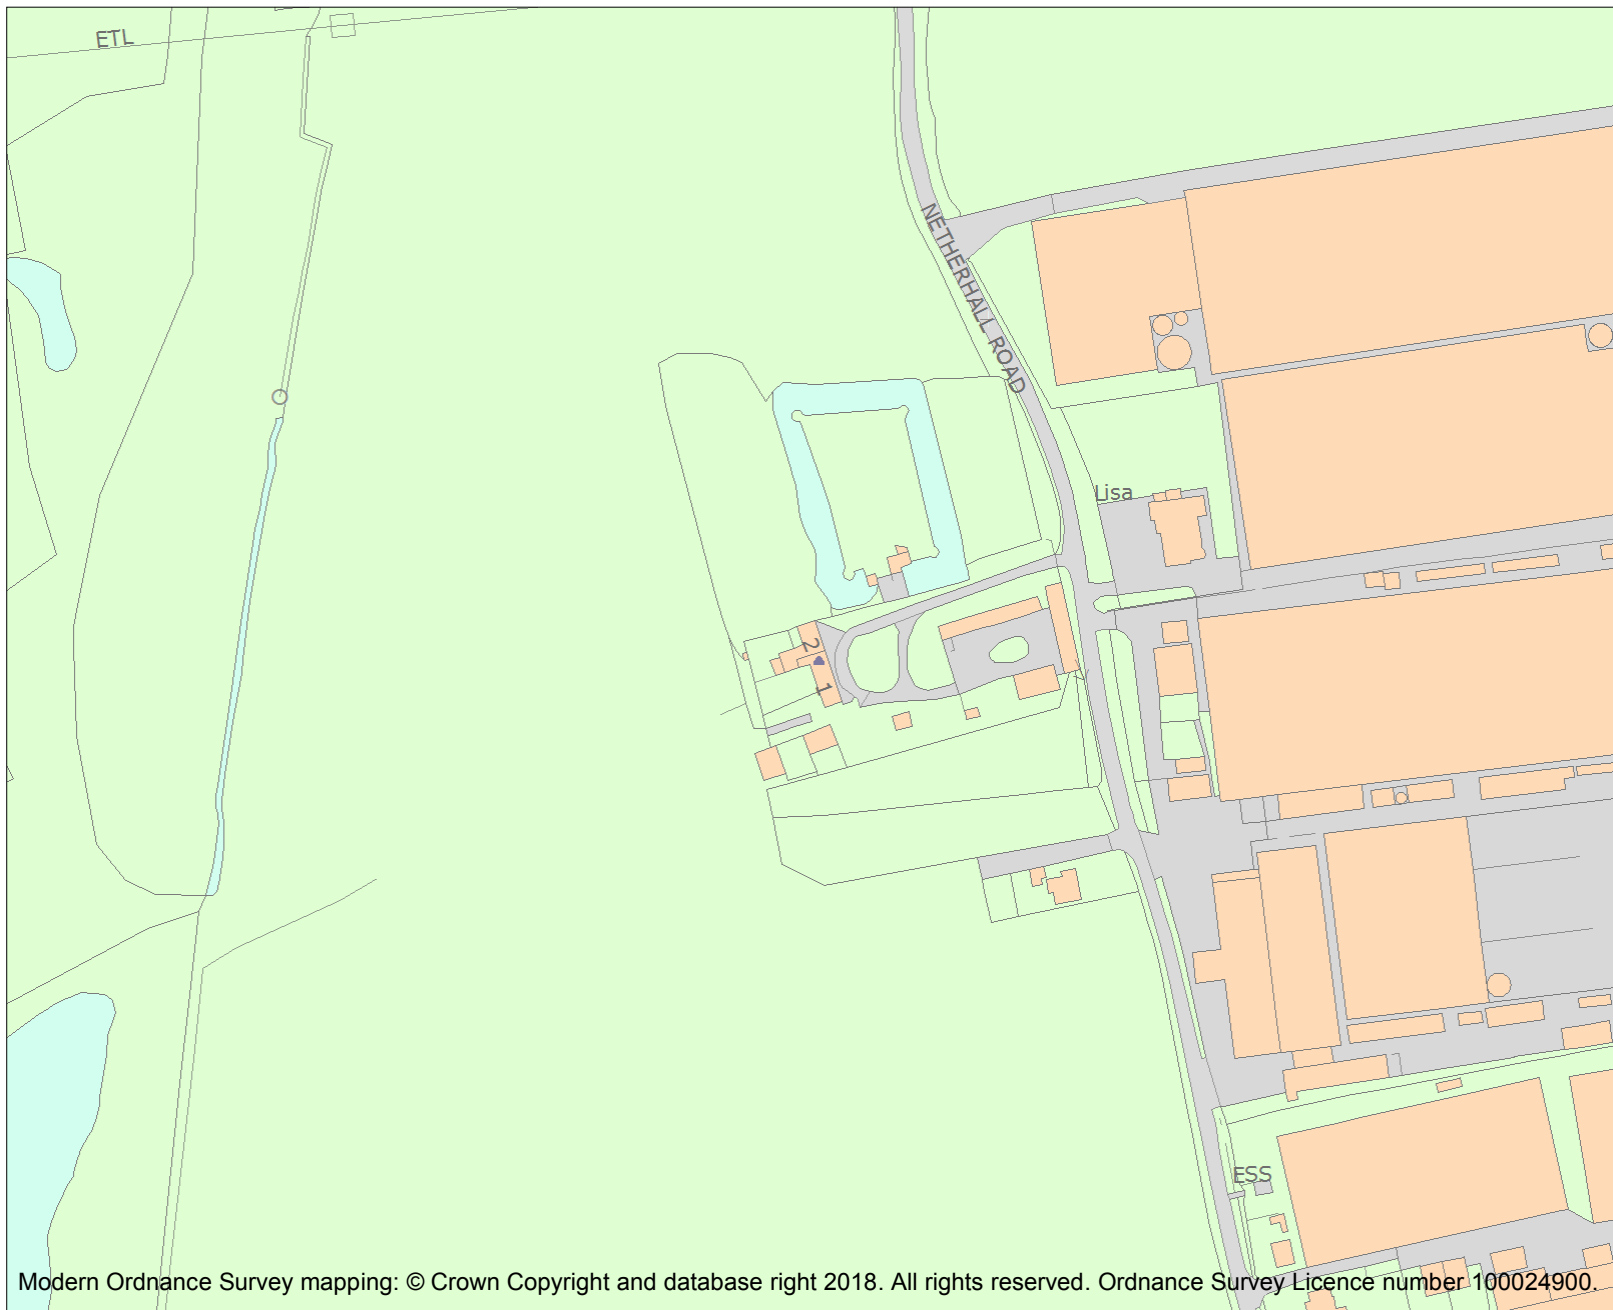 ETL
NETHERHALL ROAD
Lisa
2
1
ESS
Modern Ordnance Survey mapping: © Crown Copyright and database right 2018. All rights reserved. Ordnance Survey Licence number 100024900.